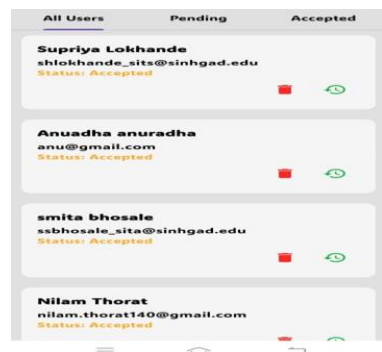 All Users Pending Accepted
Supriya Lokhande
shlokhande_sits@sinhgad.edu
Status: Accepted
Anuadha anuradha
anu@gmail.com
Status: Accepted
smita bhosale
ssbhosale_sita@sinhgad.edu
Status: Accepted
Nilam Thorat
nilam.thorat140@gmail.com
Status: Accepted